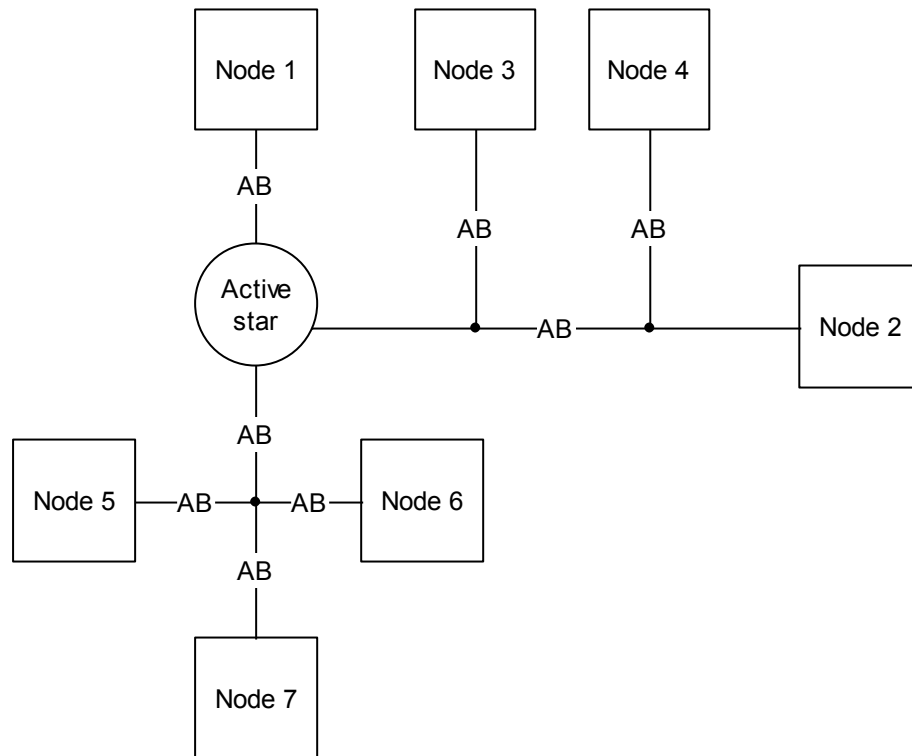 Node 1
Node 3
Node 4
AB
AB
AB
Active
star
AB
Node 2
AB
Node 5
AB
AB
Node 6
AB
Node 7